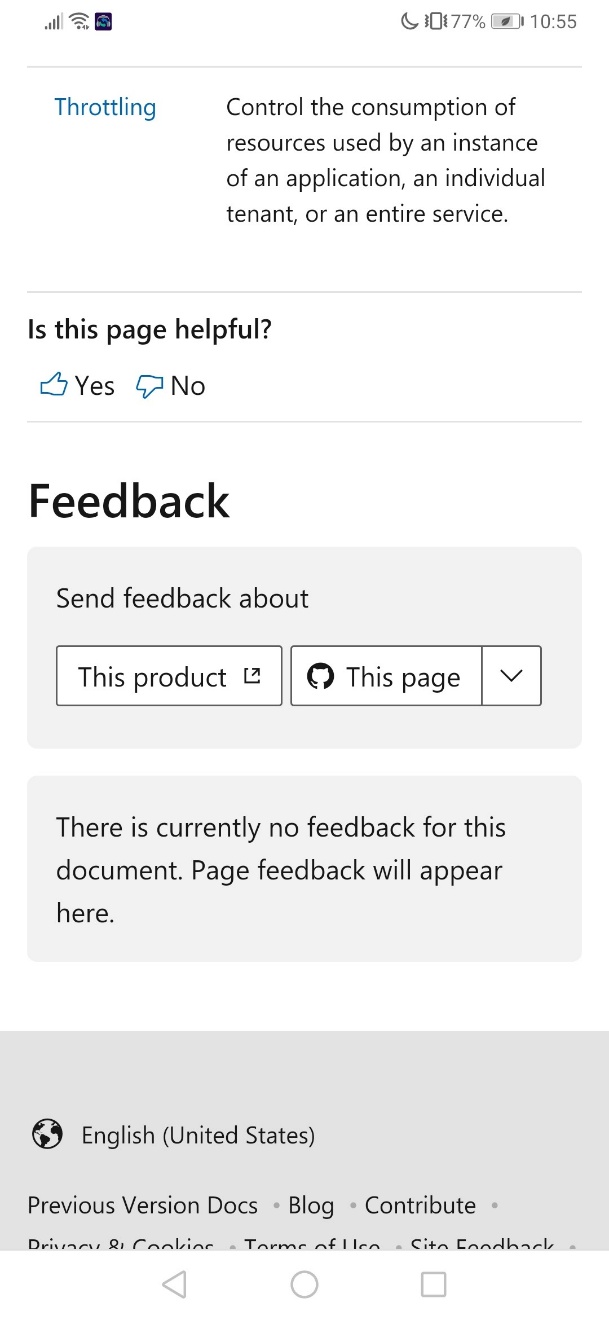 77% 10:55
Throttling
Control the consumption of
resources used by an instance
of an application, an individual
tenant, or an entire service.
Is this page helpful?
Yes No
Feedback
Send feedback about
This product This page
There is currently no feedback for this
document. Page feedback will appear
here.
English (United States)
Previous Version Docs • Blog • Contribute •
Privacy & Cookies • Terms of Use • Site Feedback •